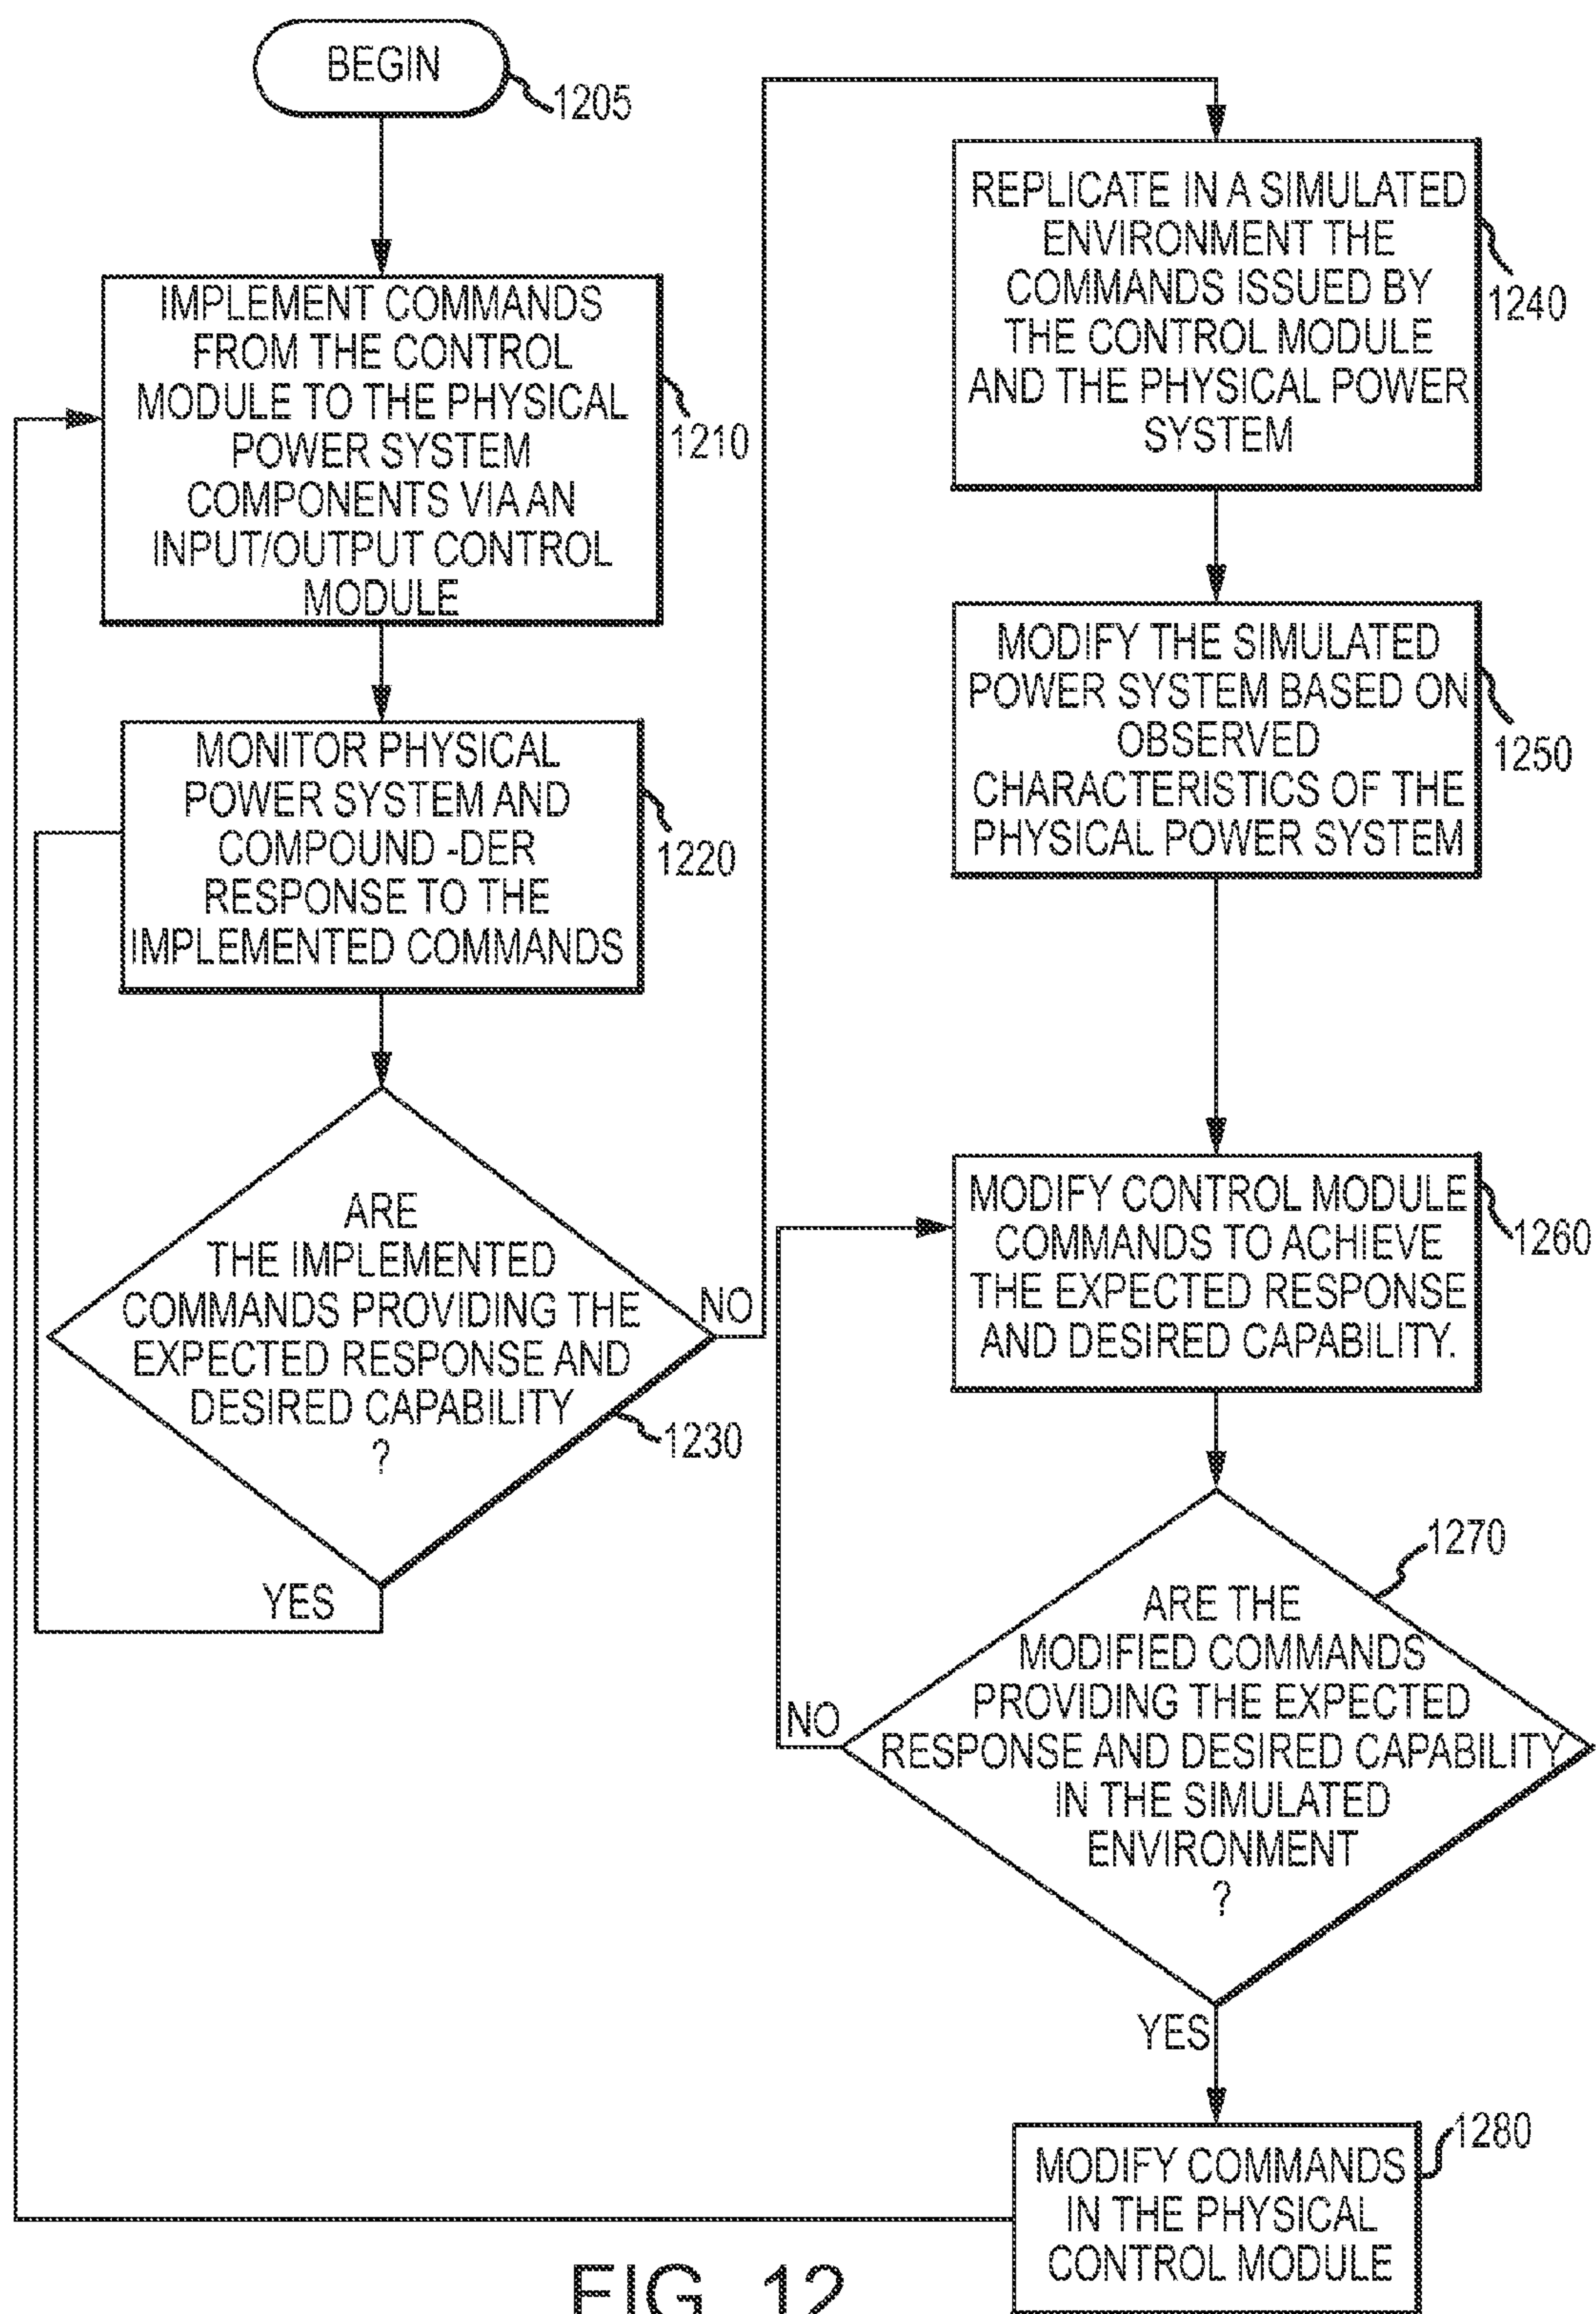 BEGIN
1205
IMPLEMENT COMMANDS
FROM THE CONTROL
MODULE TO THE PHYSICAL
POWER SYSTEM
COMPONENTS VIA AN
INPUT/OUTPUT CONTROL
MODULE
1210
MONITOR PHYSICAL
POWER SYSTEM AND
COMPOUND -DER
RESPONSE TO THE
IMPLEMENTED COMMANDS
1220
ARE
THE IMPLEMENTED
COMMANDS PROVIDING THE
EXPECTED RESPONSE AND
DESIRED CAPABILITY
?
1230
NO
YES
REPLICATE IN A SIMULATED
ENVIRONMENT THE
COMMANDS ISSUED BY
THE CONTROL MODULE
AND THE PHYSICAL POWER
SYSTEM
1240
MODIFY THE SIMULATED
POWER SYSTEM BASED ON
OBSERVED
CHARACTERISTICS OF THE
PHYSICAL POWER SYSTEM
1250
MODIFY CONTROL MODULE
COMMANDS TO ACHIEVE
THE EXPECTED RESPONSE
AND DESIRED CAPABILITY.
1260
1270
ARE THE
MODIFIED COMMANDS
PROVIDING THE EXPECTED
RESPONSE AND DESIRED CAPABILITY
IN THE SIMULATED
ENVIRONMENT
?
NO
YES
1280
MODIFY COMMANDS
IN THE PHYSICAL
CONTROL MODULE
FIG. 12